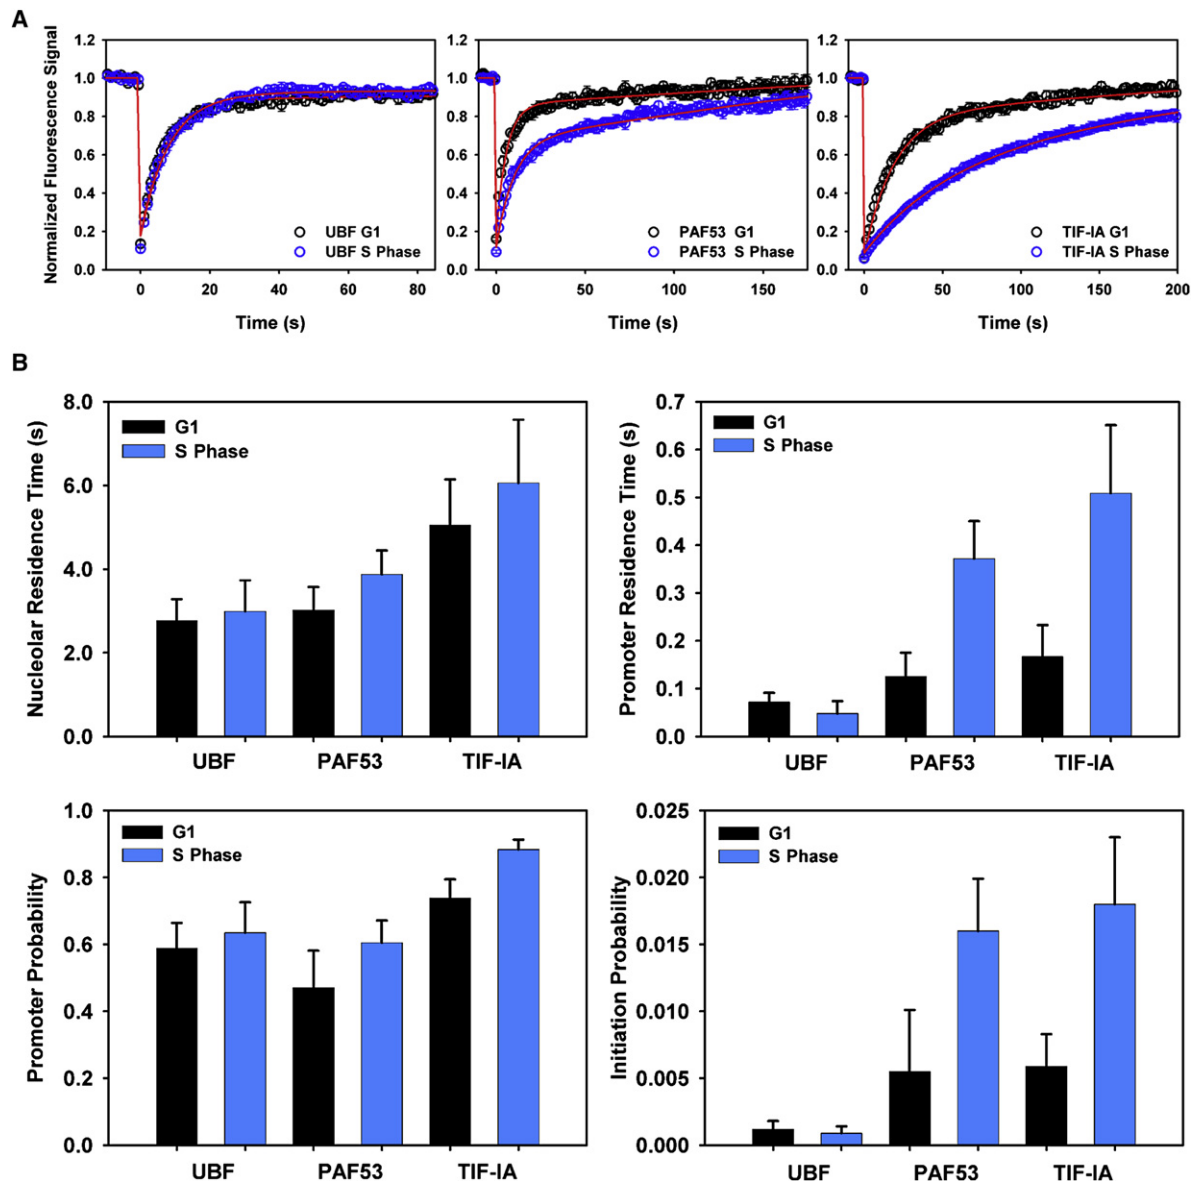 A
Normalized Fluorescence Signal
1.2
1.0
0.8
0.6
0.4
0.2
0.0
UBF G1
UBF S Phase
0 20 40 60 80
Time (s)
1.2
1.0
0.8
0.6
0.4
0.2
0.0
PAF53 G1
PAF53 S Phase
0 50 100 150
Time (s)
1.2
1.0
0.8
0.6
0.4
0.2
0.0
TIF-IA G1
TIF-IA S Phase
0 50 100 150 200
Time (s)
B
Nucleolar Residence Time (s)
8.0
6.0
4.0
2.0
0.0
G1
S Phase
UBF PAF53 TIF-IA
Promoter Residence Time (s)
0.7
0.6
0.5
0.4
0.3
0.2
0.1
0.0
G1
S Phase
UBF PAF53 TIF-IA
Promoter Probability
1.0
0.8
0.6
0.4
0.2
0.0
G1
S Phase
UBF PAF53 TIF-IA
Initiation Probability
0.025
0.020
0.015
0.010
0.005
0.000
G1
S Phase
UBF PAF53 TIF-IA